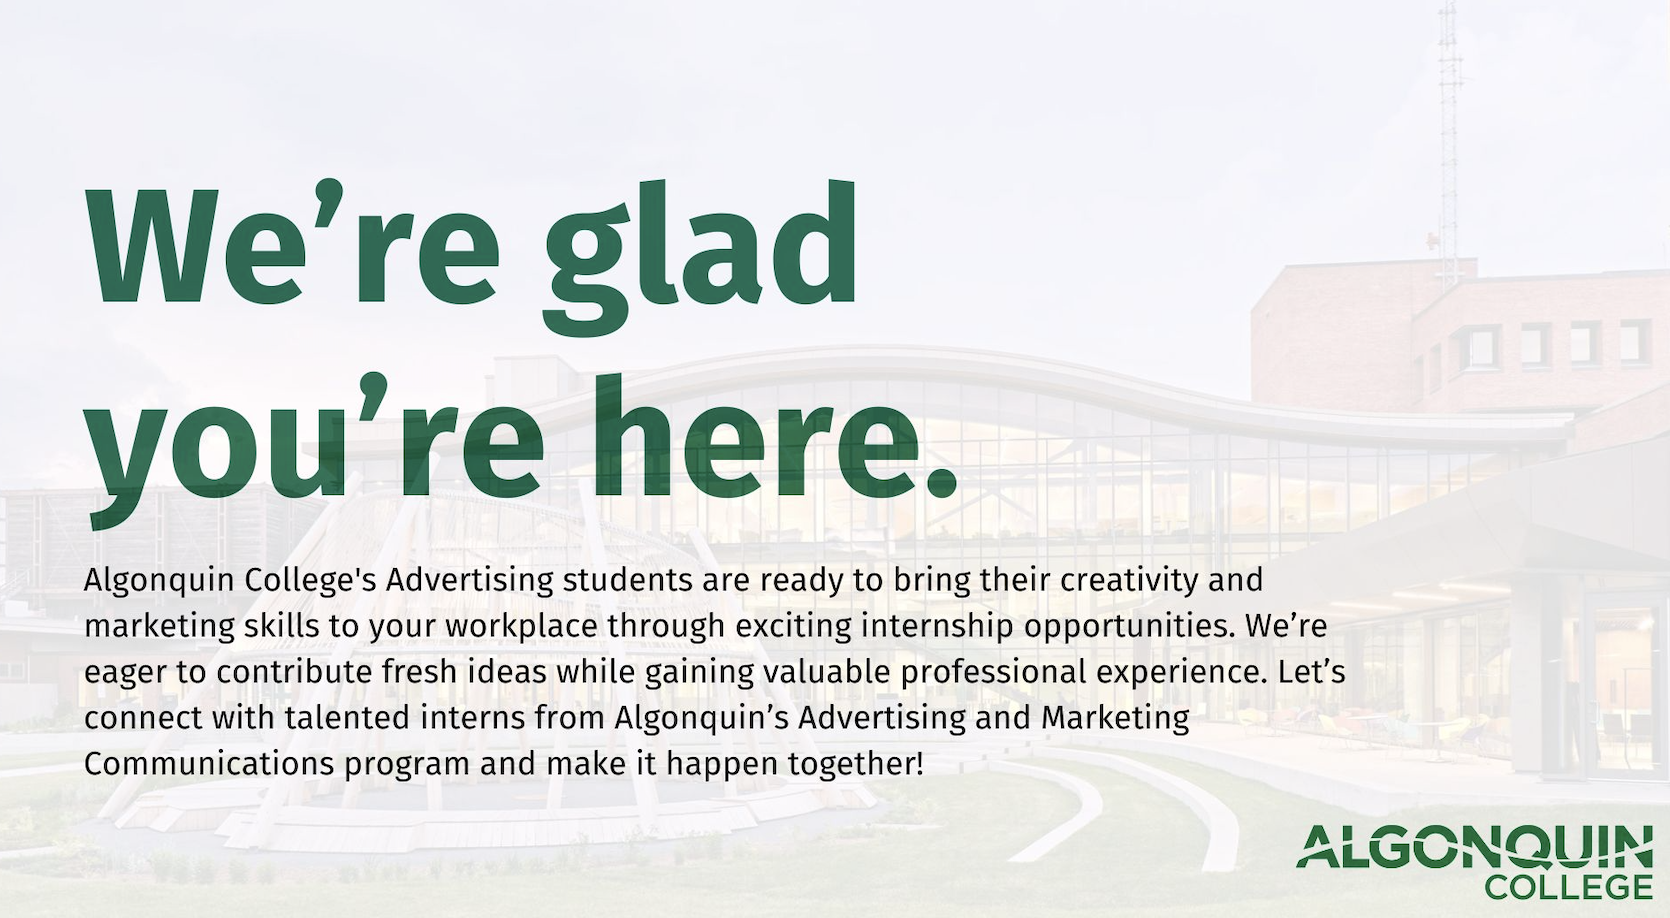 We’re glad
you’re here.
Algonquin College's Advertising students are ready to bring their creativity and
marketing skills to your workplace through exciting internship opportunities. We’re
eager to contribute fresh ideas while gaining valuable professional experience. Let’s
connect with talented interns from Algonquin’s Advertising and Marketing
Communications program and make it happen together!
ALGONQUIN
COLLEGE